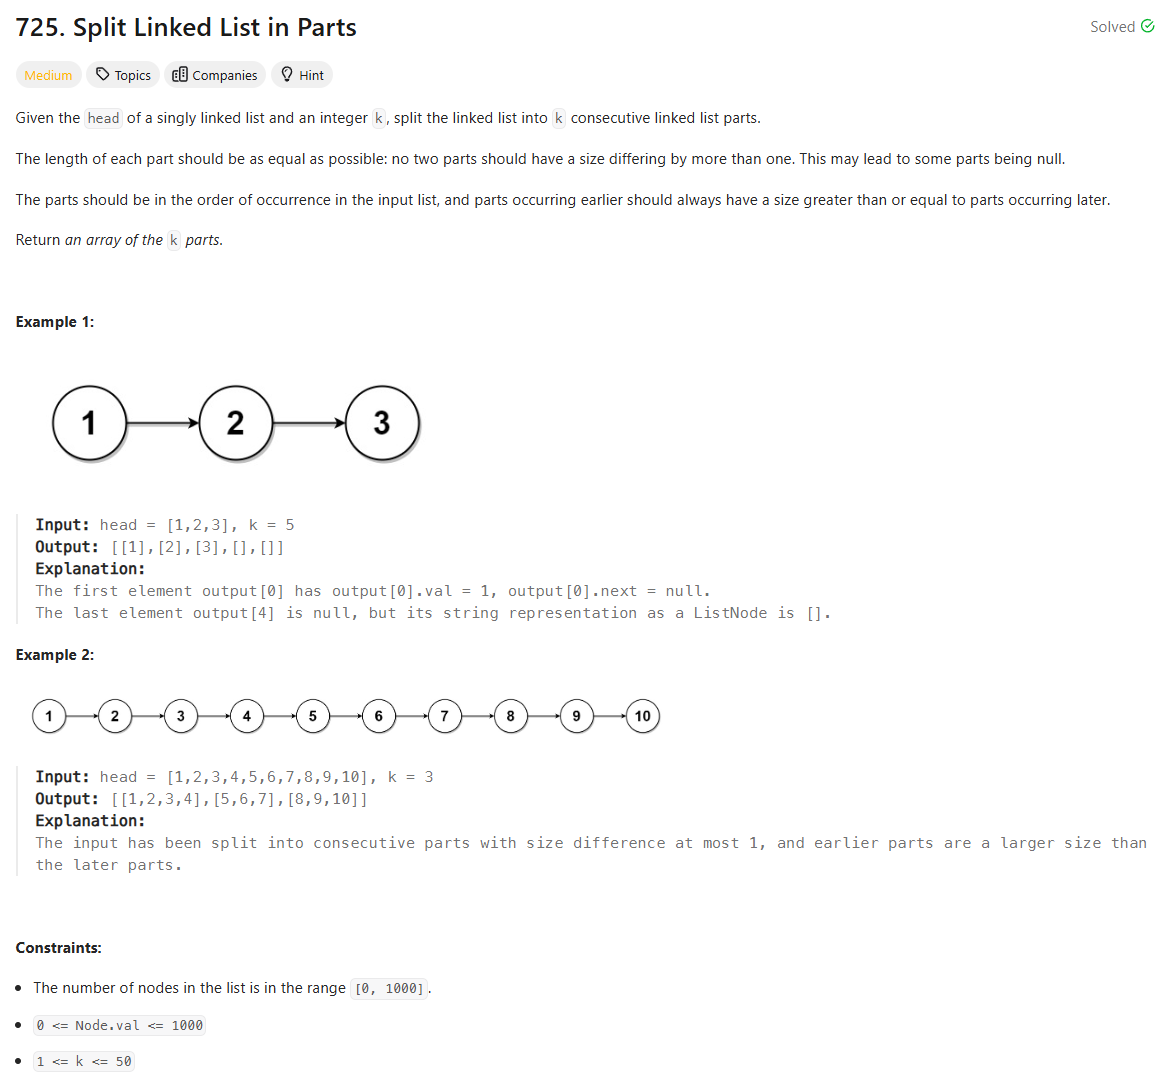 725. Split Linked List in Parts
Solved
Medium Topics Companies Hint
Given the head of a singly linked list and an integer k, split the linked list into k consecutive linked list parts.
The length of each part should be as equal as possible: no two parts should have a size differing by more than one. This may lead to some parts being null.
The parts should be in the order of occurrence in the input list, and parts occurring earlier should always have a size greater than or equal to parts occurring later.
Return an array of the k parts.
Example 1:
1 2 3
Input: head = [1,2,3], k = 5
Output: [[1],[2],[3],[],[]]
Explanation:
The first element output[0] has output[0].val = 1, output[0].next = null.
The last element output[4] is null, but its string representation as a ListNode is [].
Example 2:
1 2 3 4 5 6 7 8 9 10
Input: head = [1,2,3,4,5,6,7,8,9,10], k = 3
Output: [[1,2,3,4],[5,6,7],[8,9,10]]
Explanation:
The input has been split into consecutive parts with size difference at most 1, and earlier parts are a larger size than
the later parts.
Constraints:
• The number of nodes in the list is in the range [0, 1000].
• 0 <= Node.val <= 1000
• 1 <= k <= 50